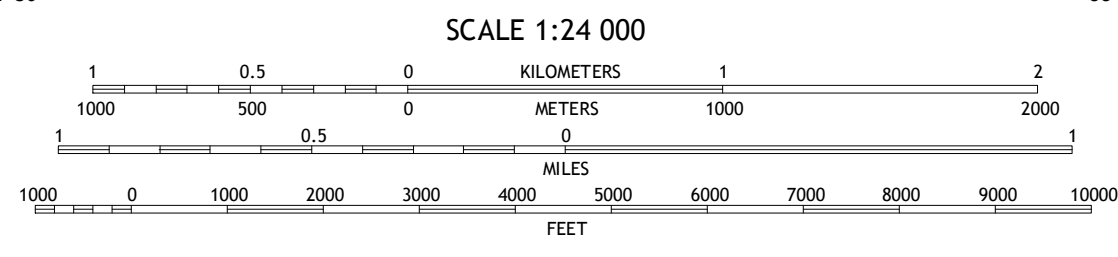 SCALE 1:24 000
1 0.5 0 KILOMETERS 1 2
1000 500 0 METERS 1000 2000
1 0.5 0 1
MILES
1000 0 1000 2000 3000 4000 5000 6000 7000 8000 9000 10000
FEET